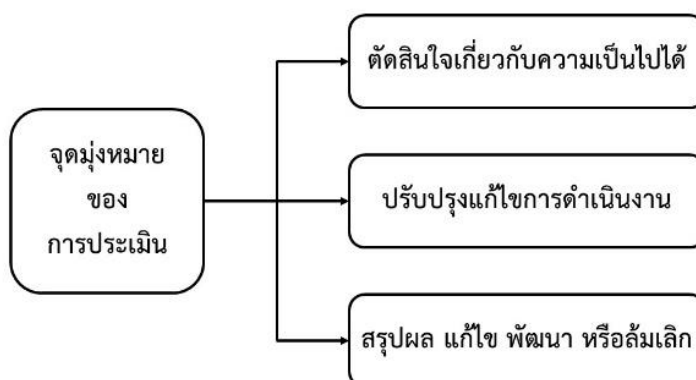 จุดมุ่งหมาย
ของ
การประเมิน
ตัดสินใจเกี่ยวกับความเป็นไปได้
ปรับปรุงแก้ไขการดำเนินงาน
สรุปผล แก้ไข พัฒนา หรือล้มเลิก